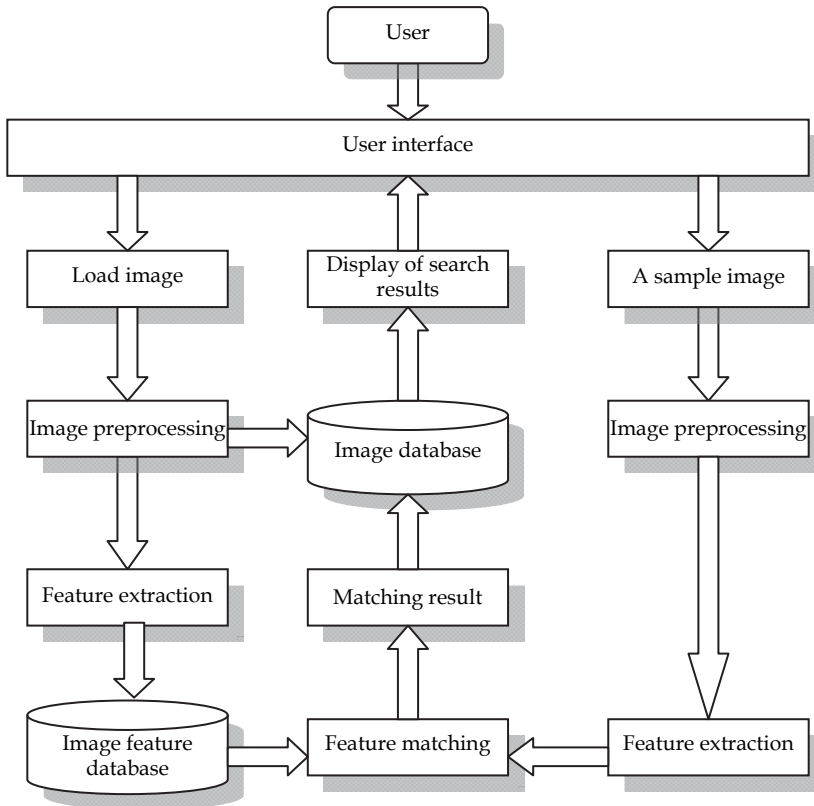 User
User interface
Load image
Display of search
results
A sample image
Image preprocessing
Image database
Image preprocessing
Feature extraction
Matching result
Image feature
database
Feature matching
Feature extraction